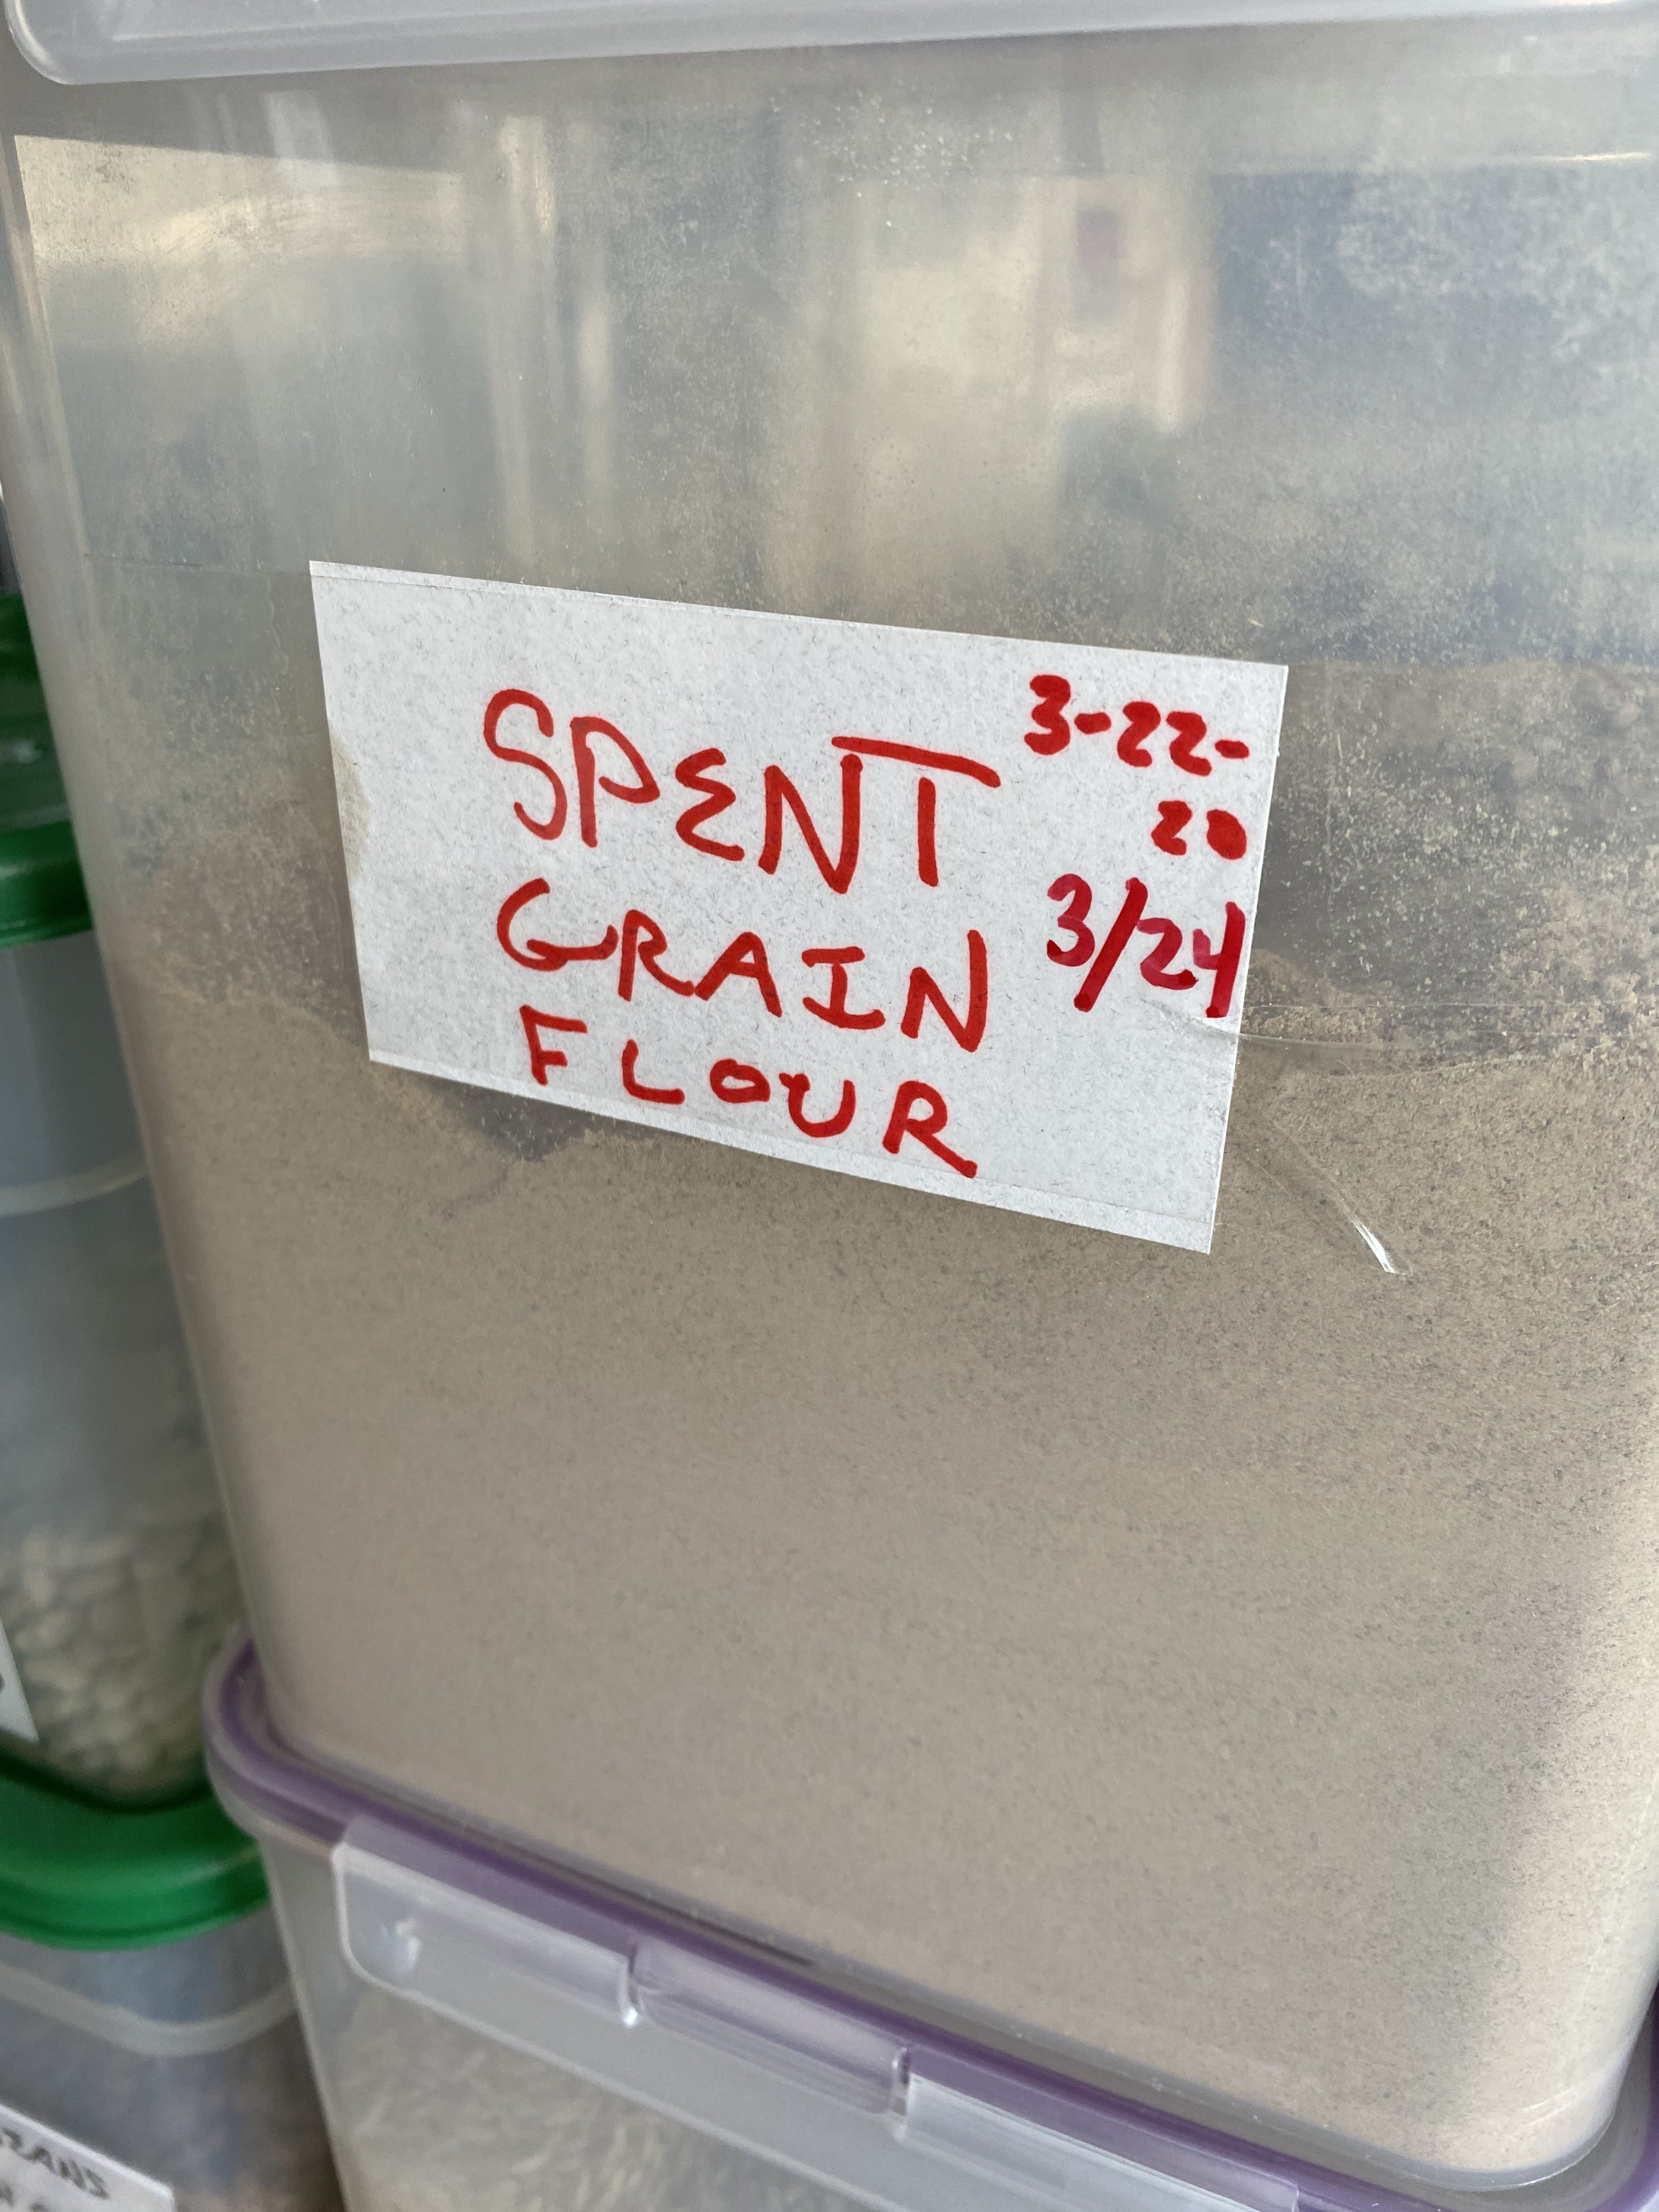 SPENT
GRAIN
FLOUR
3-22-
20
3/24